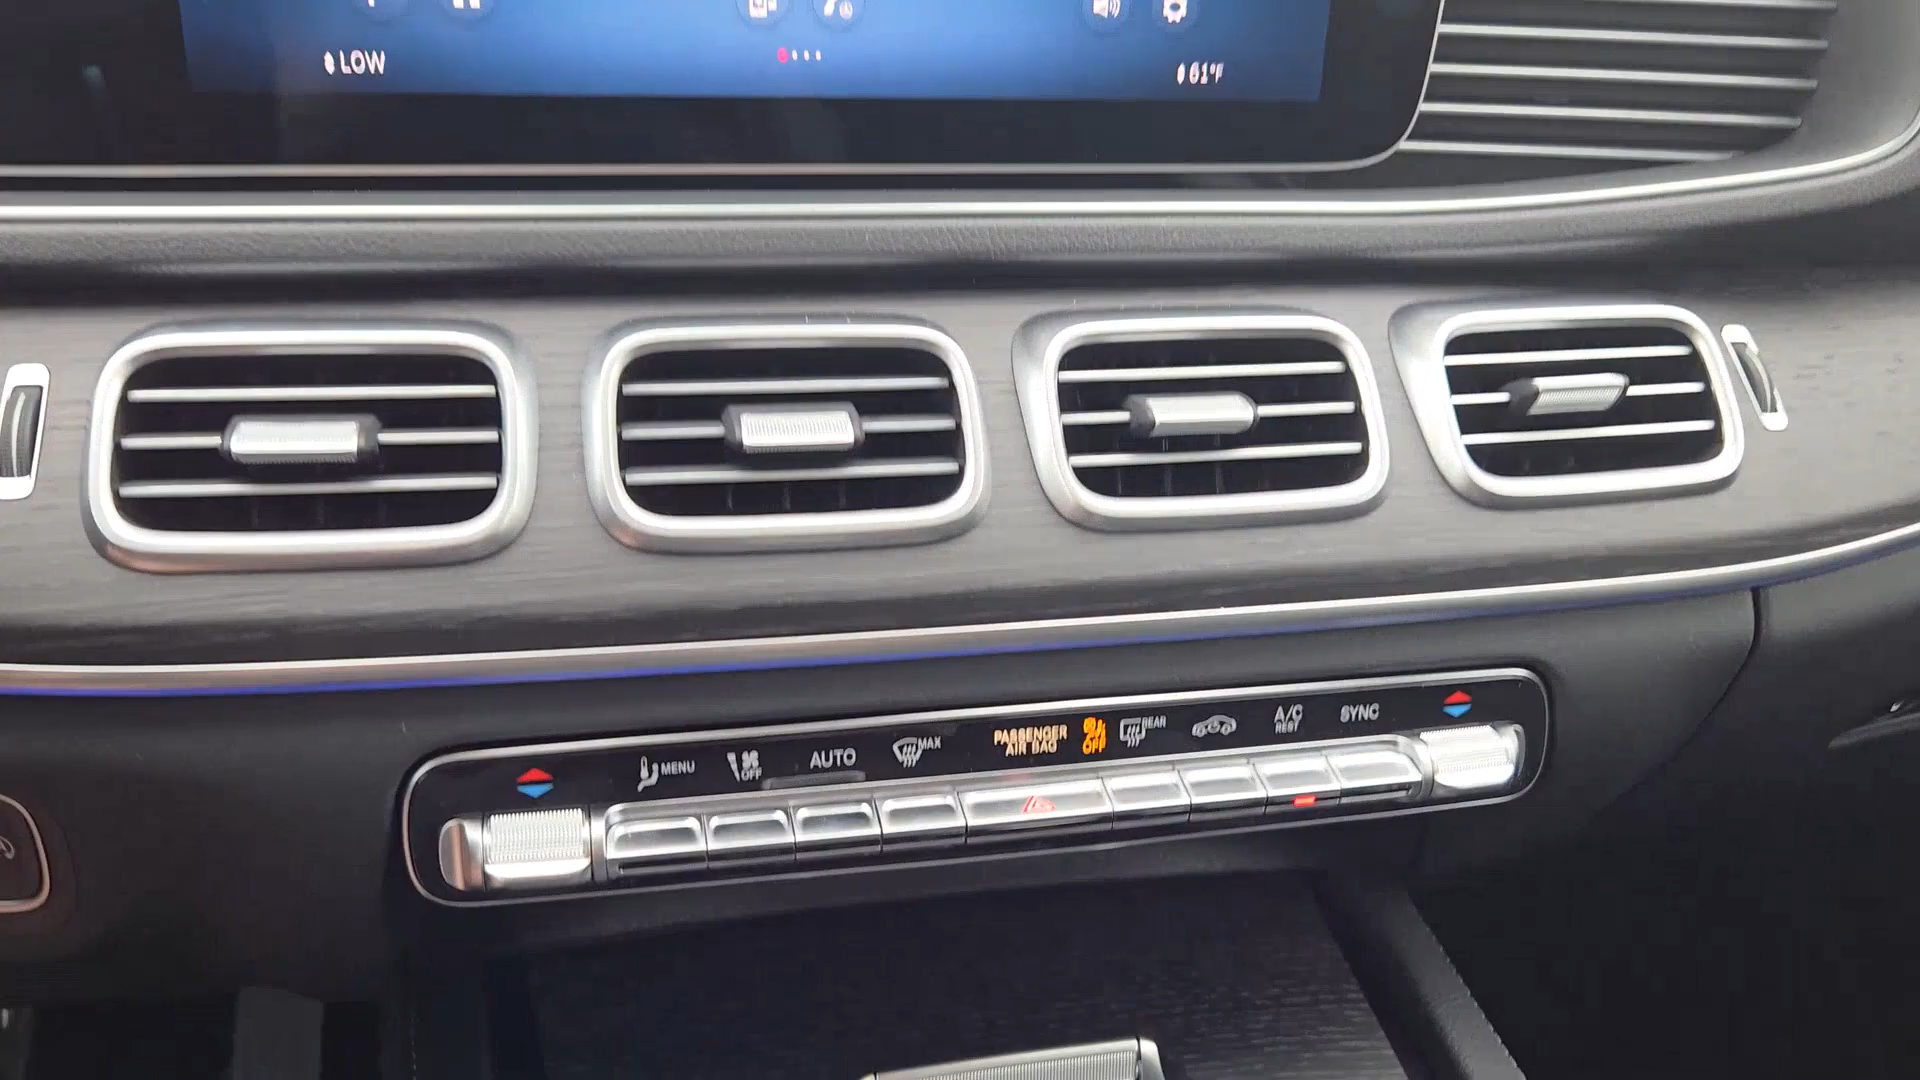 LOW
61°F
MENU
OFF
AUTO
MAX
PASSENGER
AIR BAG
OFF
REAR
A/C
REST
SYNC